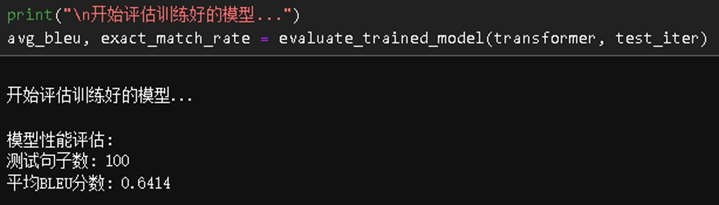 print("\n开始评估训练好的模型...")
avg_bleu, exact_match_rate = evaluate_trained_model(transformer, test_iter)
开始评估训练好的模型...
模型性能评估:
测试句子数: 100
平均BLEU分数: 0.6414